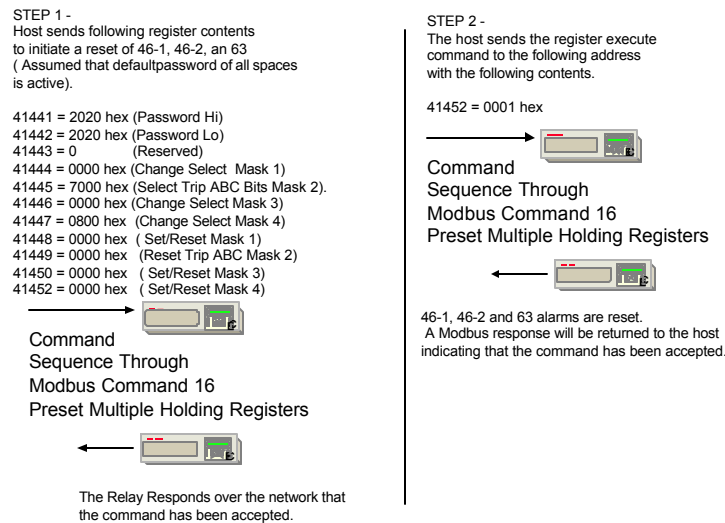 STEP 1 -
Host sends following register contents
to initiate a reset of 46-1, 46-2, an 63
( Assumed that defaultpassword of all spaces
is active).
41441 = 2020 hex (Password Hi)
41442 = 2020 hex (Password Lo)
41443 = 0 (Reserved)
41444 = 0000 hex (Change Select Mask 1)
41445 = 7000 hex (Select Trip ABC Bits Mask 2).
41446 = 0000 hex (Change Select Mask 3)
41447 = 0800 hex (Change Select Mask 4)
41448 = 0000 hex ( Set/Reset Mask 1)
41449 = 0000 hex (Reset Trip ABC Mask 2)
41450 = 0000 hex ( Set/Reset Mask 3)
41452 = 0000 hex ( Set/Reset Mask 4)
Command
Sequence Through
Modbus Command 16
Preset Multiple Holding Registers
The Relay Responds over the network that
the command has been accepted.
STEP 2 -
The host sends the register execute
command to the following address
with the following contents.
41452 = 0001 hex
Command
Sequence Through
Modbus Command 16
Preset Multiple Holding Registers
46-1, 46-2 and 63 alarms are reset.
A Modbus response will be returned to the host
indicating that the command has been accepted.